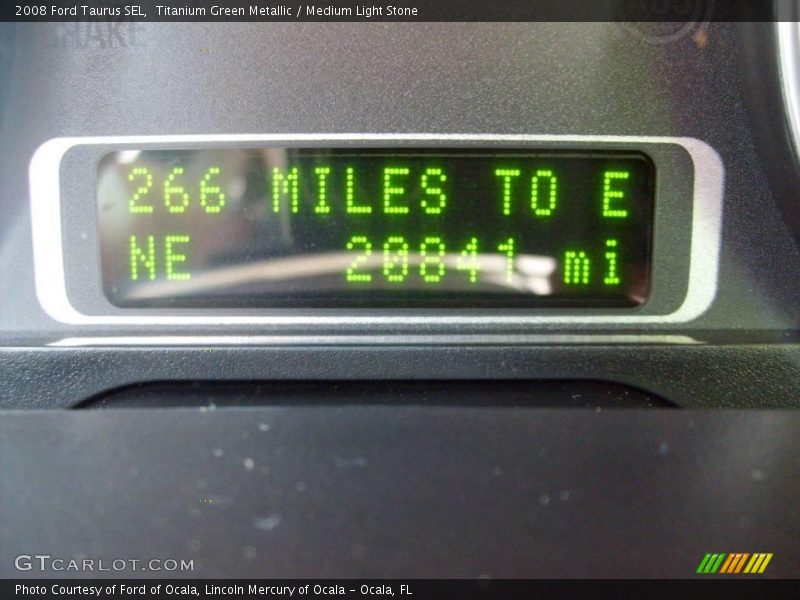 2008 Ford Taurus SEL, Titanium Green Metallic / Medium Light Stone
266 MILES TO E
NE 20841 mi
GTCARLOT.COM
Photo Courtesy of Ford of Ocala, Lincoln Mercury of Ocala – Ocala, FL